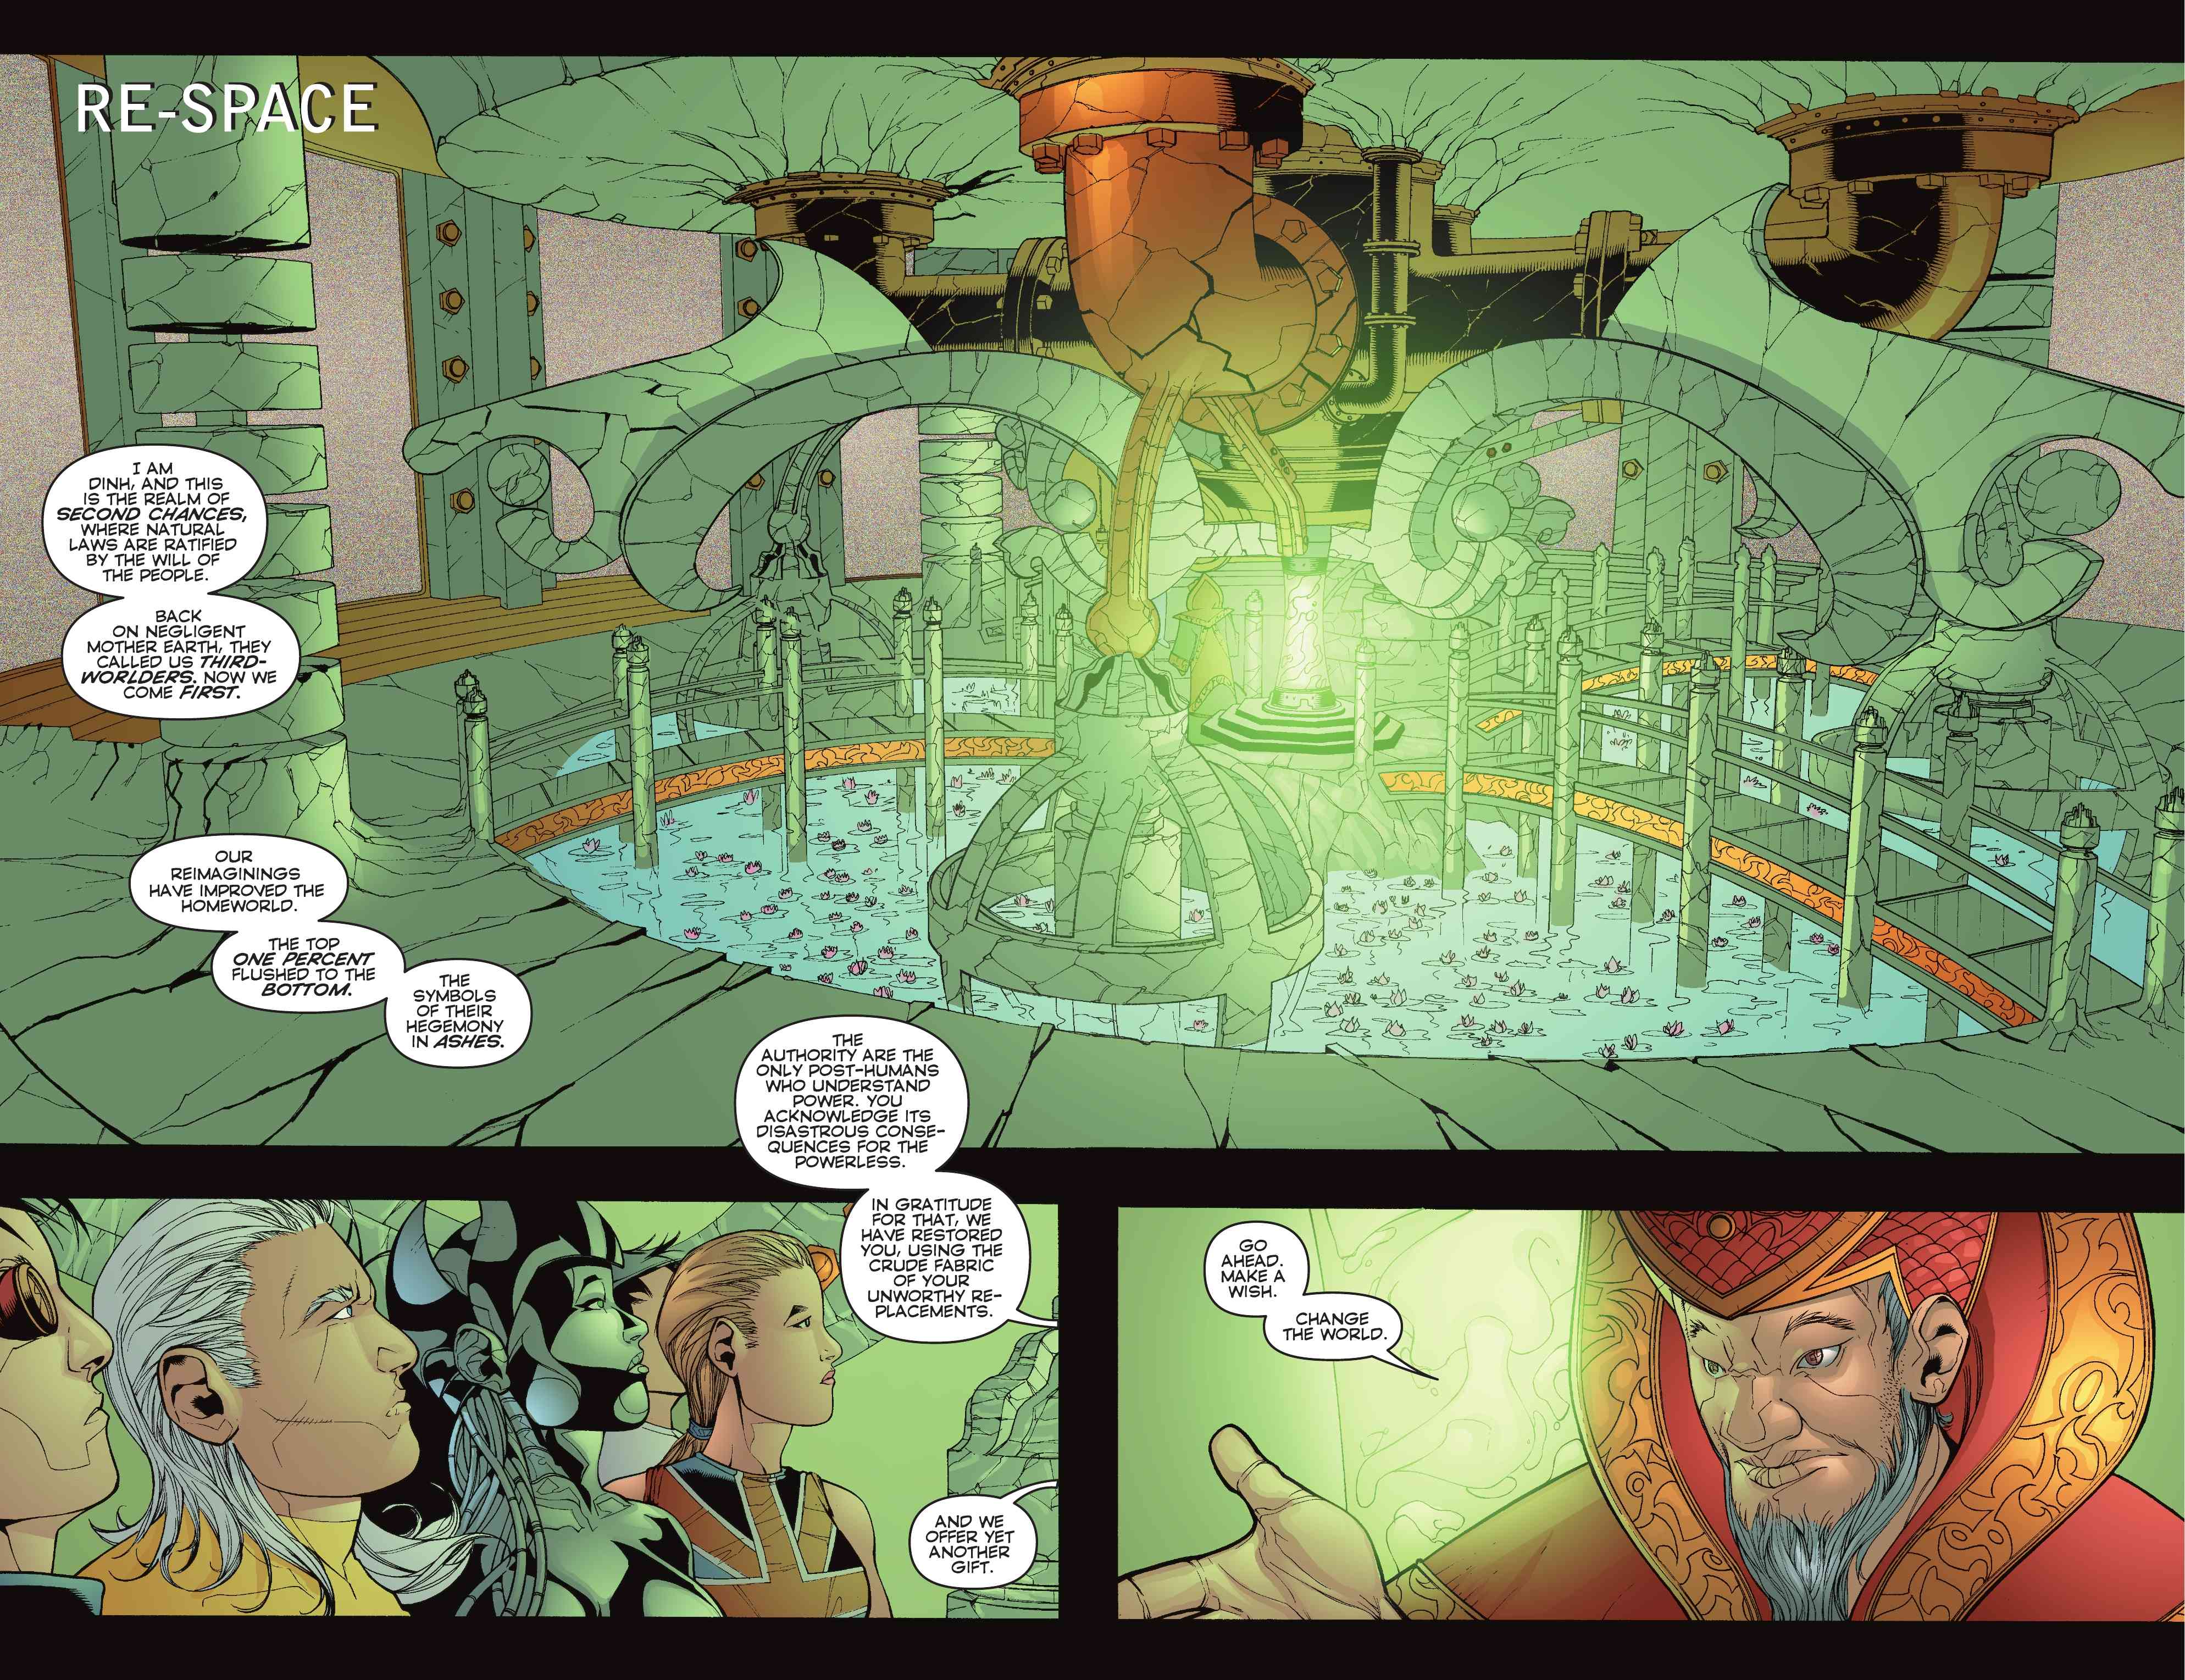 RE-SPACE
I AM
DINH, AND THIS
IS THE REALM OF
SECOND CHANCES,
WHERE NATURAL
LAWS ARE RATIFIED
BY THE WILL OF
THE PEOPLE.
BACK
ON NEGLIGENT
MOTHER EARTH, THEY
CALLED US THIRD-
WORLDERS. NOW WE
COME FIRST.
OUR
REIMAGININGS
HAVE IMPROVED THE
HOMEWORLD.
THE TOP
ONE PERCENT
FLUSHED TO THE
BOTTOM.
THE
SYMBOLS
OF THEIR
HEGEMONY
IN ASHES.
THE
AUTHORITY ARE THE
ONLY POST-HUMANS
WHO UNDERSTAND
POWER. YOU
ACKNOWLEDGE ITS
DISASTROUS CONSE-
QUENCES FOR THE
POWERLESS.
IN GRATITUDE
FOR THAT, WE
HAVE RESTORED
YOU, USING THE
CRUDE FABRIC
OF YOUR
UNWORTHY RE-
PLACEMENTS.
AND WE
OFFER YET
ANOTHER
GIFT.
GO
AHEAD.
MAKE A
WISH.
CHANGE
THE WORLD.